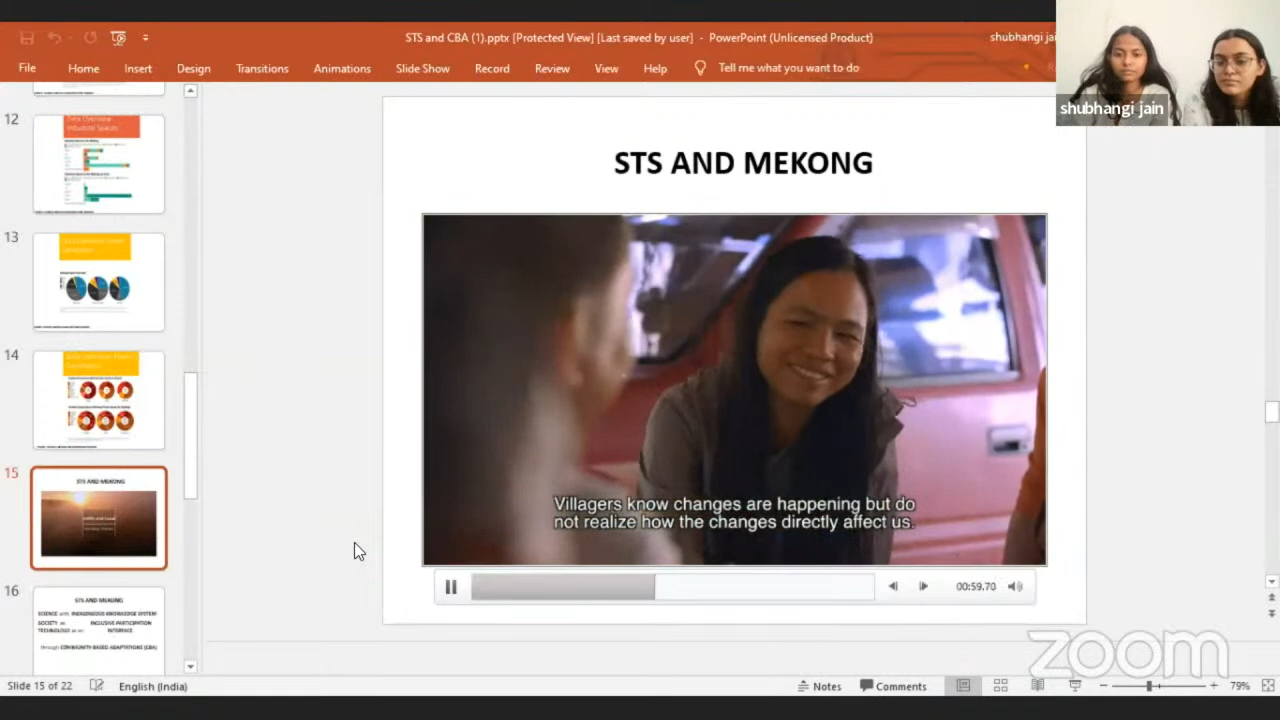 STS and CBA (1).pptx [Protected View] [Last saved by user] - PowerPoint (Unlicensed Product)
shubhangi jai
File Home Insert Design Transitions Animations Slide Show Record Review View Help Tell me what you want to do
shubhangi jain
12
13
14
15
STS AND MEKONG
16
STS AND MEKONG
SCIENCE with INDIGENOUS KNOWLEDGE SYSTEM
SOCIETY as INCLUSIVE PARTICIPATION
TECHNOLOGY as an INTERFACE
through COMMUNITY BASED ADAPTATIONS (CBA)
STS AND MEKONG
Villagers know changes are happening but do
not realize how the changes directly affect us.
00:59.70
zoom
Slide 15 of 22 English (India) Notes Comments 79%